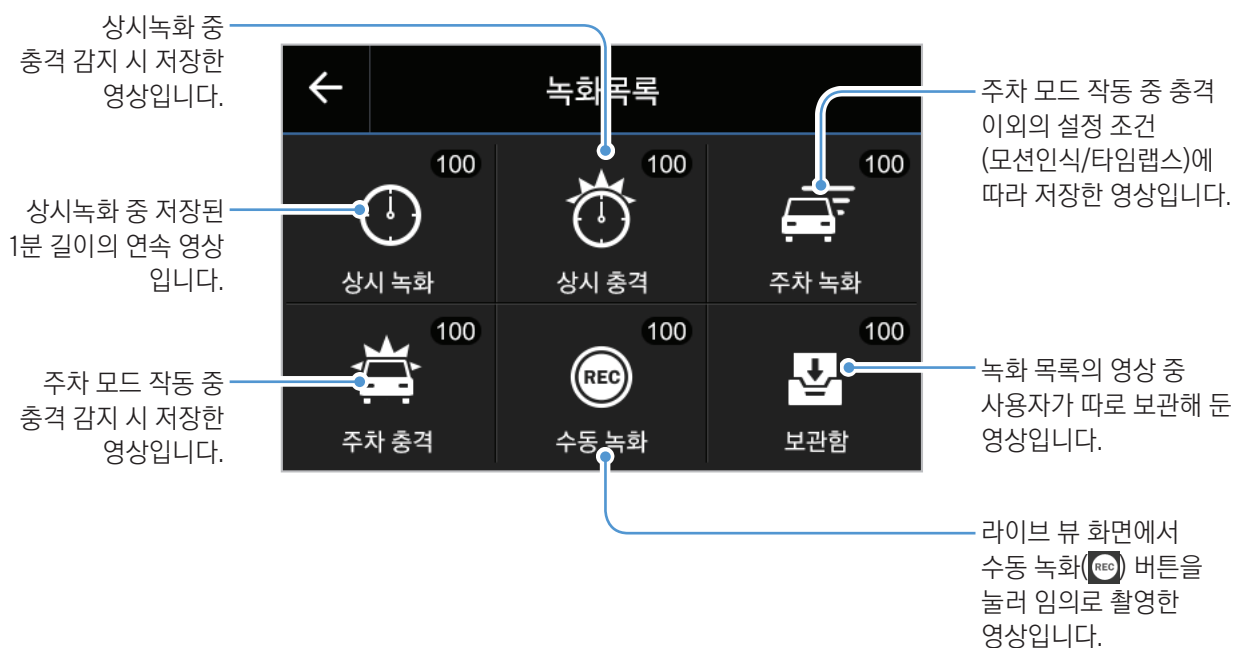 상시녹화 중
충격 감지 시 저장한
영상입니다.
녹화목록
주차 모드 작동 중 충격
이외의 설정 조건
(모션인식/타임랩스)에
따라 저장한 영상입니다.
100
100
100
상시녹화 중 저장된
1분 길이의 연속 영상
입니다.
상시 녹화
상시 충격
주차 녹화
100
100
100
REC
주차 모드 작동 중
충격 감지 시 저장한
영상입니다.
녹화 목록의 영상 중
사용자가 따로 보관해 둔
영상입니다.
주차 충격
수동 녹화
보관함
라이브 뷰 화면에서
수동 녹화(REC) 버튼을
눌러 임의로 촬영한
영상입니다.